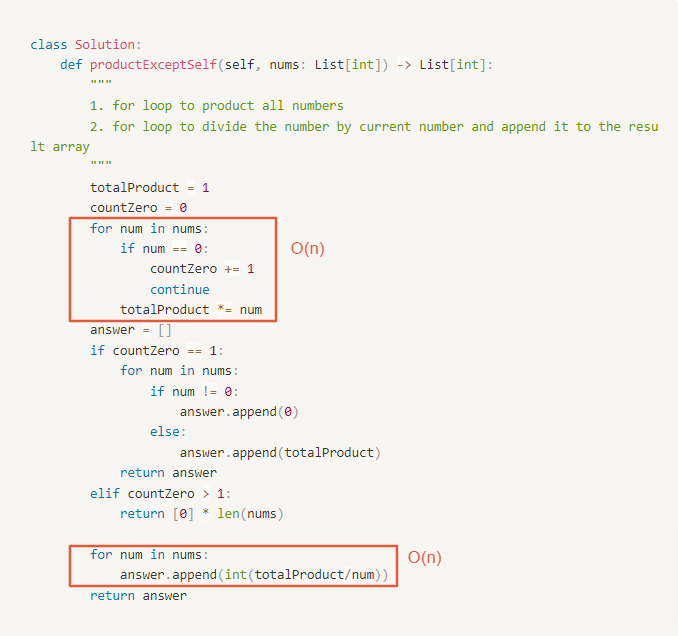 class Solution:
    def productExceptSelf(self, nums: List[int]) -> List[int]:
        """
        1. for loop to product all numbers
        2. for loop to divide the number by current number and append it to the resu
lt array
        """
        totalProduct = 1
        countZero = 0
        for num in nums:
            if num == 0:
O(n)
                countZero += 1
                continue
            totalProduct *= num
        answer = []
        if countZero == 1:
            for num in nums:
                if num != 0:
                    answer.append(0)
                else:
                    answer.append(totalProduct)
            return answer
        elif countZero > 1:
            return [0] * len(nums)

        for num in nums:
O(n)
            answer.append(int(totalProduct/num))
        return answer